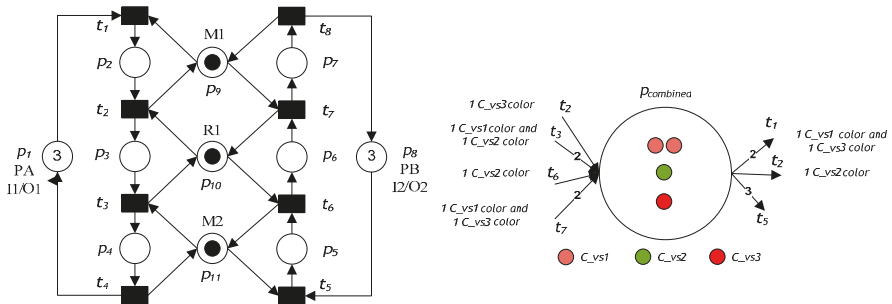 t1
M1
t8
p2
p7
p9
t2
t7
p1
PA
I1/O1
3
p3
R1
p10
p6
3
p8
PB
I2/O2
t3
t6
M2
p4
p11
p5
t4
t5
pcombined
1 C_vs3 color
t2
1 C_vs1 color and
1 C_vs2 color
t3
2
1 C_vs2 color
t6
2
1 C_vs1 color and
1 C_vs3 color
t7
t1
2
1 C_vs1 color and
1 C_vs3 color
t2
1 C_vs2 color
3
t5
C_vs1
C_vs2
C_vs3